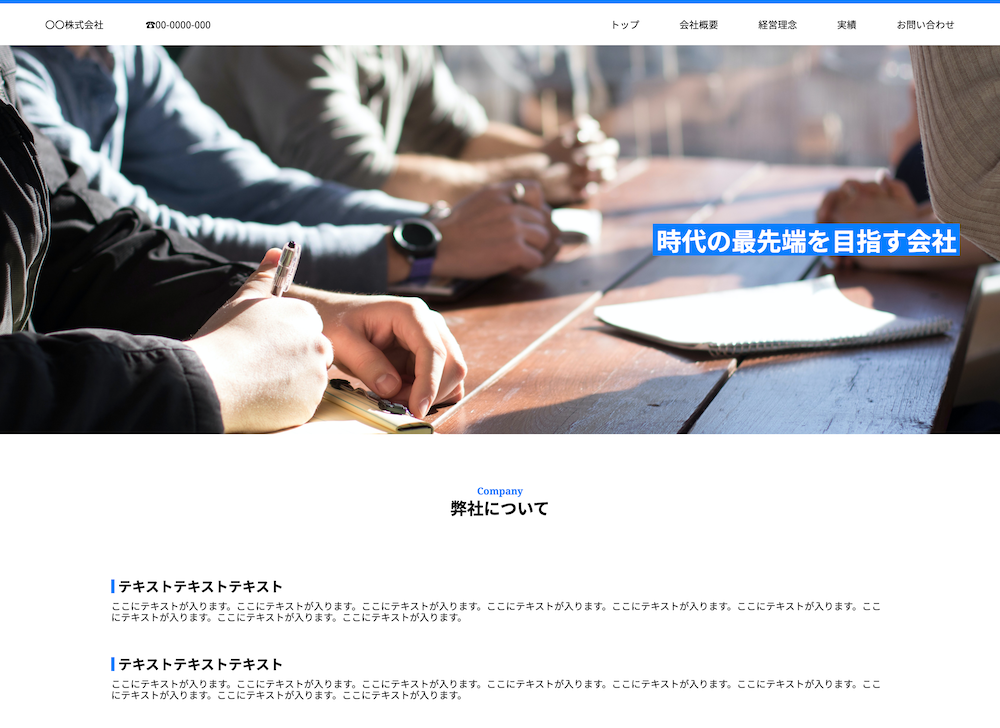 〇〇株式会社 ☎00-0000-000 トップ 会社概要 経営理念 実績 お問い合わせ
時代の最先端を目指す会社
Company
弊社について
テキストテキストテキスト
ここにテキストが入ります。ここにテキストが入ります。ここにテキストが入ります。ここにテキストが入ります。ここにテキストが入ります。ここにテキストが入ります。ここ
にテキストが入ります。ここにテキストが入ります。ここにテキストが入ります。
テキストテキストテキスト
ここにテキストが入ります。ここにテキストが入ります。ここにテキストが入ります。ここにテキストが入ります。ここにテキストが入ります。ここにテキストが入ります。ここ
にテキストが入ります。ここにテキストが入ります。ここにテキストが入ります。